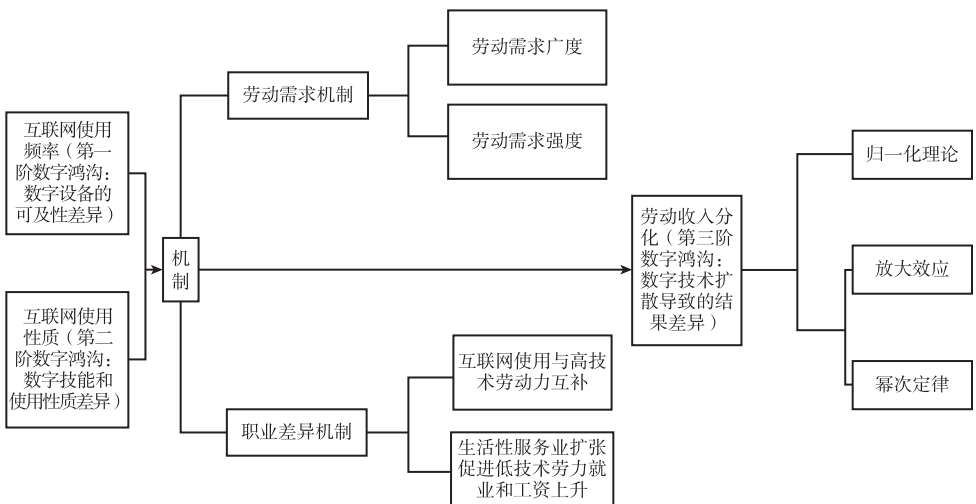 互联网使用
频率（第一
阶数字鸿沟：
数字设备的
可及性差异）
互联网使用
性质（第二
阶数字鸿沟：
数字技能和
使用性质差异）
机
制
劳动需求机制
劳动需求广度
劳动需求强度
职业差异机制
互联网使用与高技
术劳动力互补
生活性服务业扩张
促进低技术劳力就
业和工资上升
劳动收入分
化（第三阶
数字鸿沟：
数字技术扩
散导致的结
果差异）
归一化理论
放大效应
幂次定律